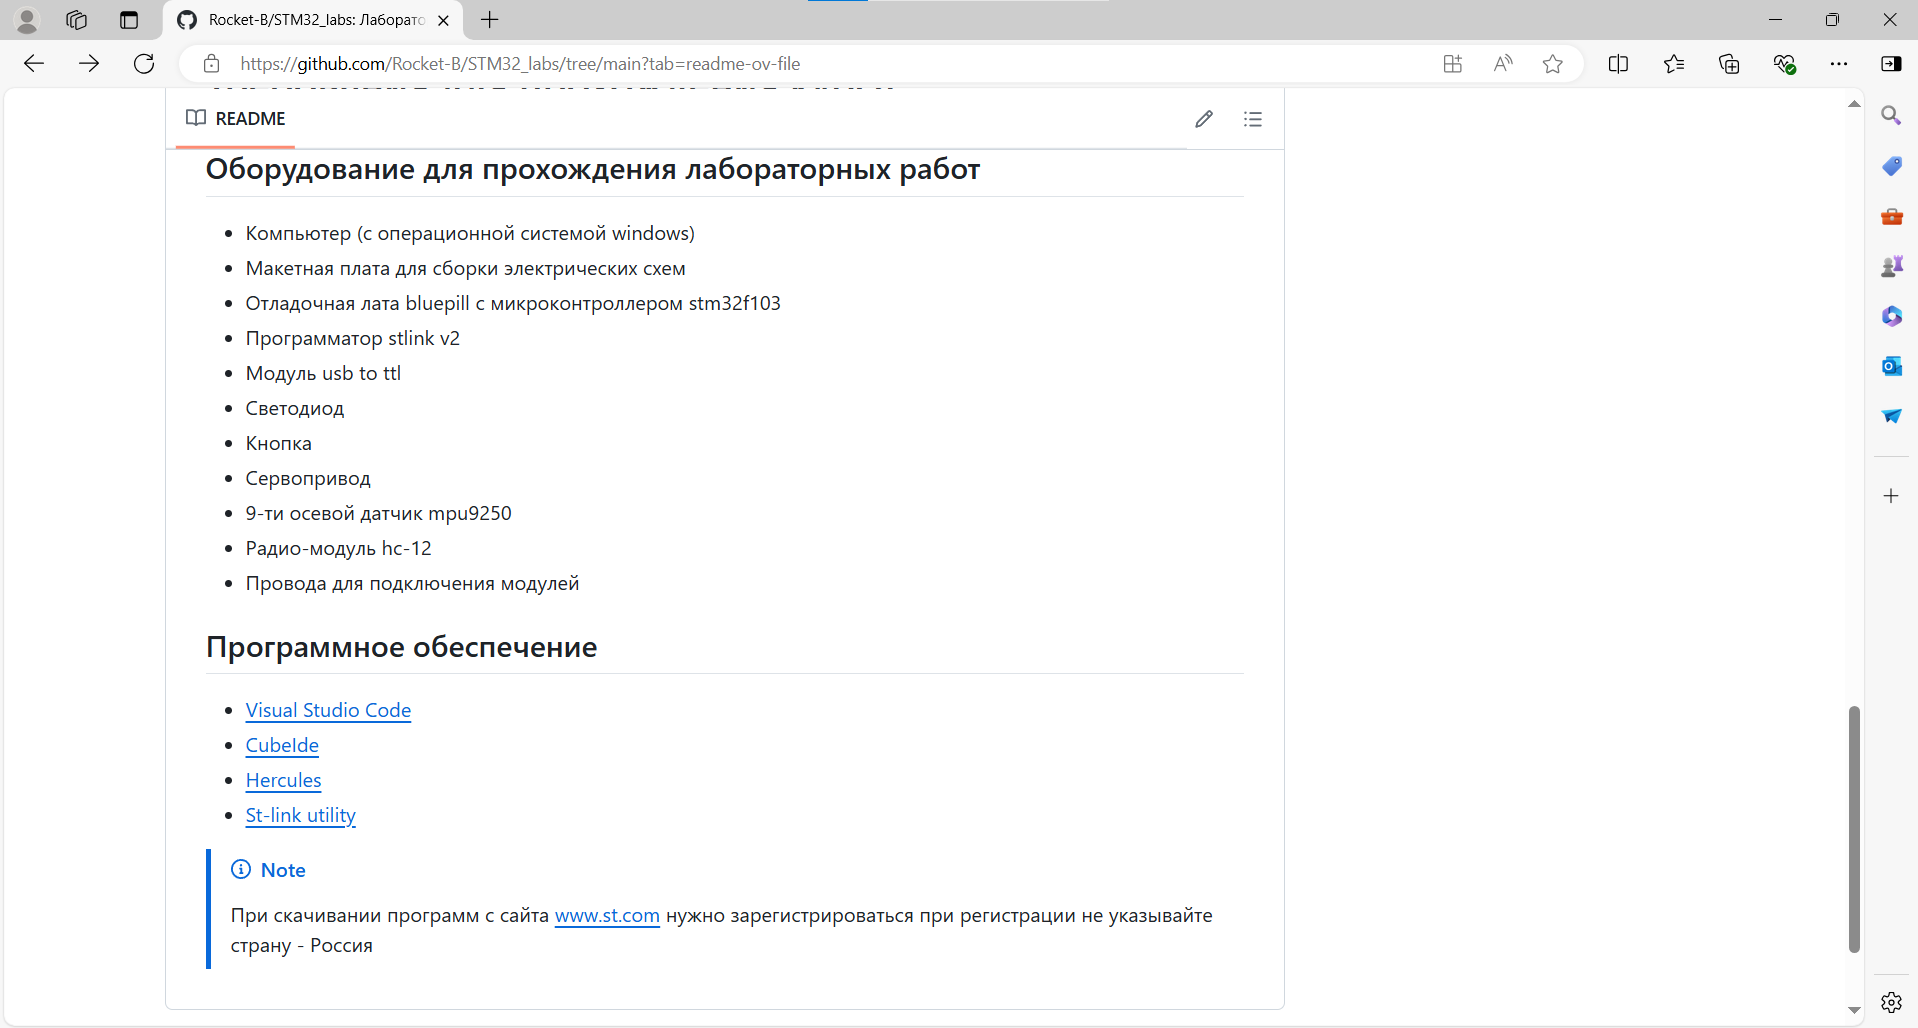 Rocket-B/STM32_labs: Лаборато
https://github.com/Rocket-B/STM32_labs/tree/main?tab=readme-ov-file
README
Оборудование для прохождения лабораторных работ
Компьютер (с операционной системой windows)
Макетная плата для сборки электрических схем
Отладочная лата bluepill с микроконтроллером stm32f103
Программатор stlink v2
Модуль usb to ttl
Светодиод
Кнопка
Сервопривод
9-ти осевой датчик mpu9250
Радио-модуль hc-12
Провода для подключения модулей
Программное обеспечение
Visual Studio Code
CubeIde
Hercules
St-link utility
Note
При скачивании программ с сайта www.st.com нужно зарегистрироваться при регистрации не указывайте
страну - Россия